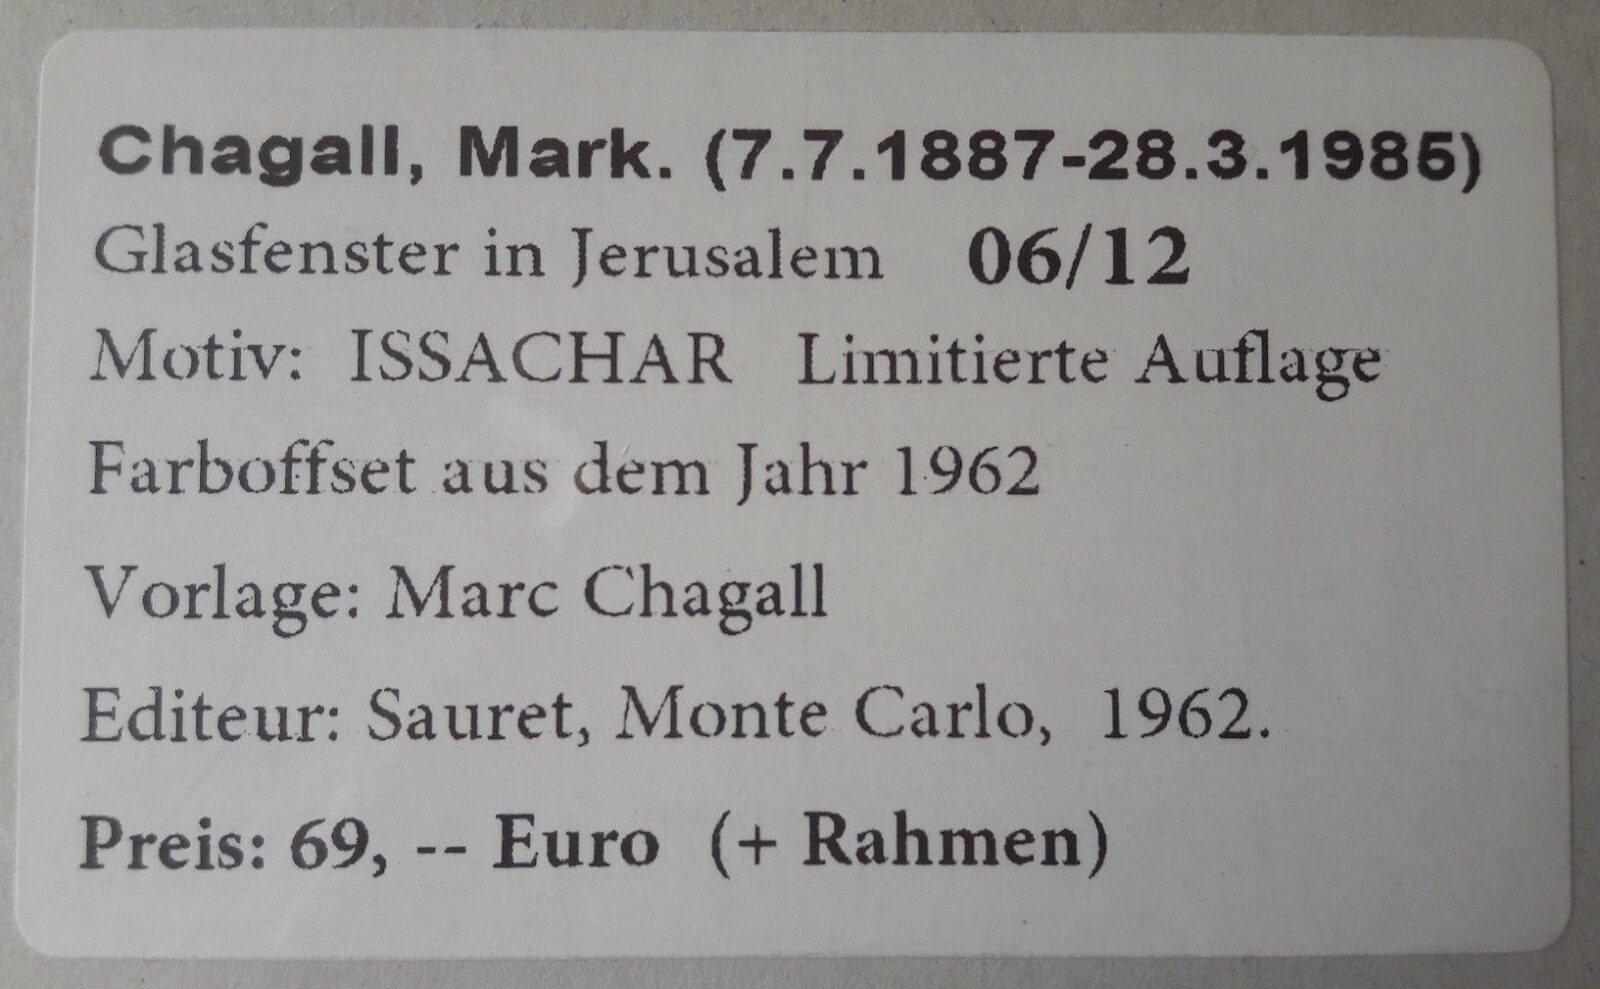 Chagall, Mark. (7.7.1887-28.3.1985)
Glasfenster in Jerusalem 06/12
Motiv: ISSACHAR Limitierte Auflage
Farboffset aus dem Jahr 1962
Vorlage: Marc Chagall
Editeur: Sauret, Monte Carlo, 1962.
Preis: 69, -- Euro (+ Rahmen)